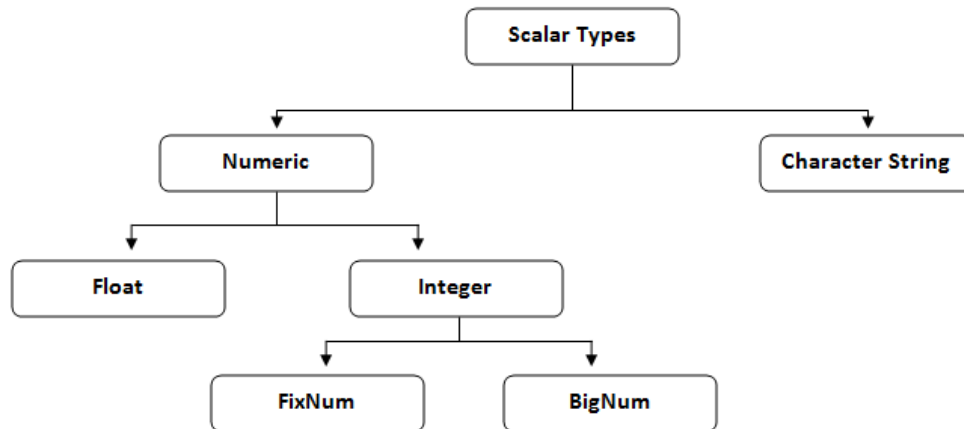 Scalar Types
Numeric
Character String
Float
Integer
FixNum
BigNum